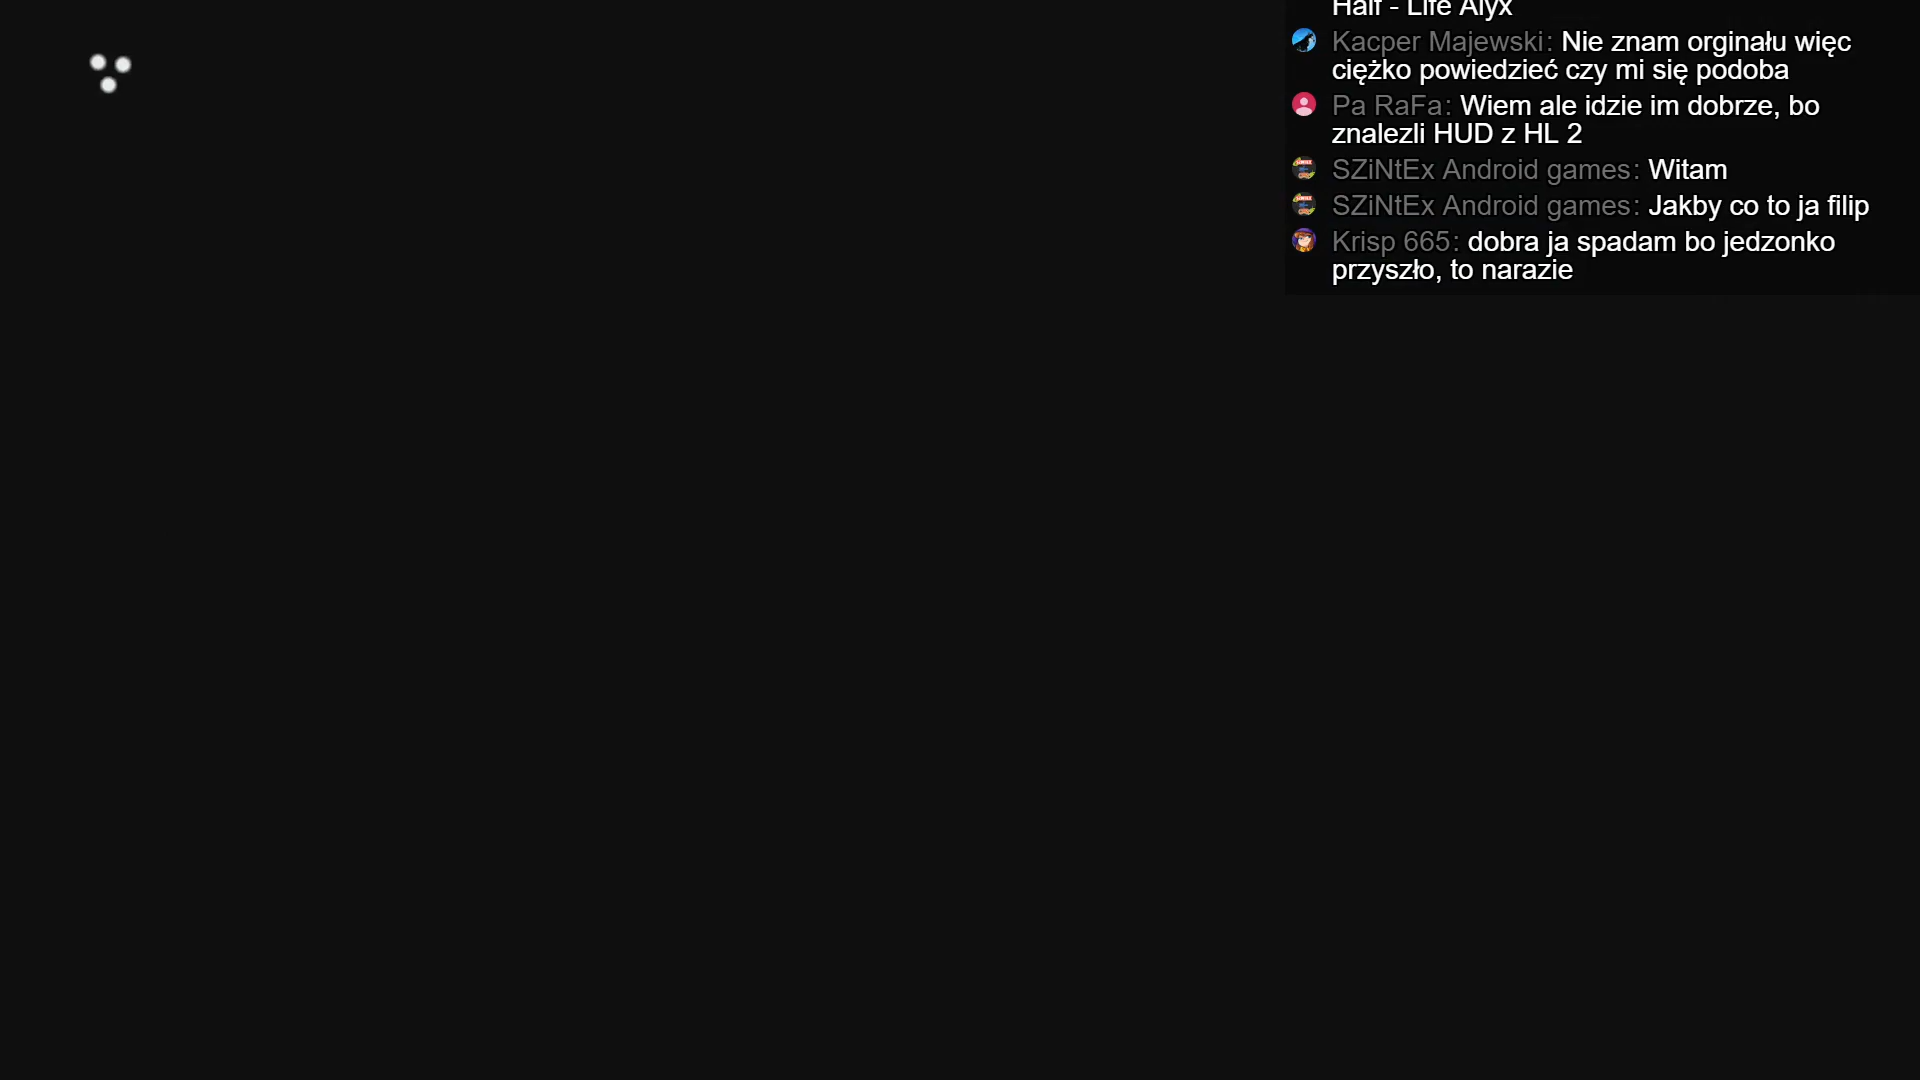 Half - Life Alyx
Kacper Majewski: Nie znam orginału więc
ciężko powiedzieć czy mi się podoba
Pa RaFa: Wiem ale idzie im dobrze, bo
znalezli HUD z HL 2
SZiNtEx Android games: Witam
SZiNtEx Android games: Jakby co to ja filip
Krisp 665: dobra ja spadam bo jedzonko
przyszło, to narazie